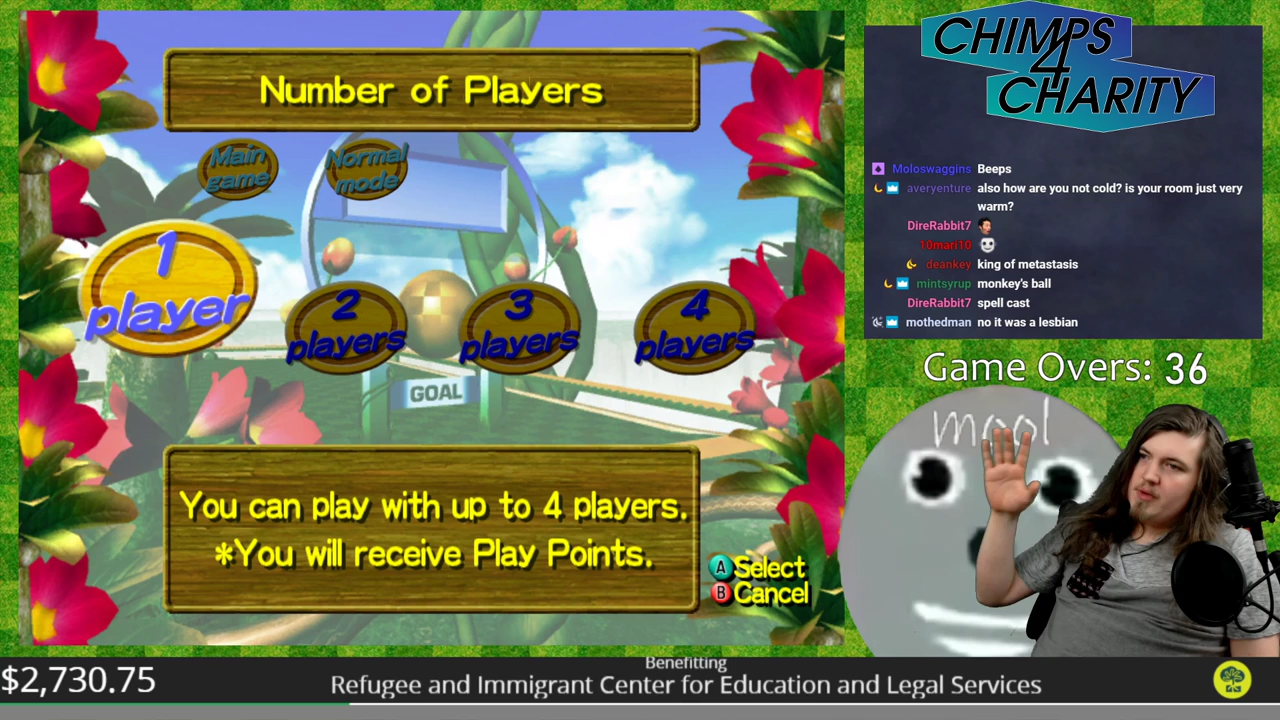 Number of Players
Main
game
Normal
mode
1
player
2
players
3
players
4
players
GOAL
You can play with up to 4 players.
*You will receive Play Points.
A Select
B Cancel
CHIMPS
4
CHARITY
Moloswaggins Beeps
averyenture also how are you not cold? is your room just very
warm?
DireRabbit7
10mari10
deankey king of metastasis
mintsyrup monkey's ball
DireRabbit7 spell cast
mothedman no it was a lesbian
Game Overs: 36
mool
$2,730.75
Benefitting
Refugee and Immigrant Center for Education and Legal Services